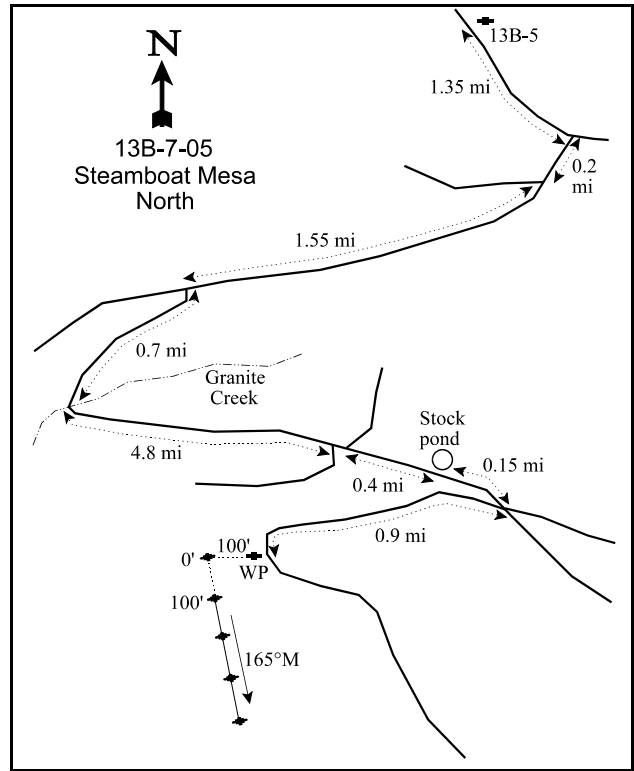 13B-5
N
1.35 mi
13B-7-05
Steamboat Mesa
North
0.2
mi
1.55 mi
0.7 mi
Granite
Creek
Stock
pond
4.8 mi
0.15 mi
0.4 mi
0.9 mi
0'
100'
WP
100'
165°M